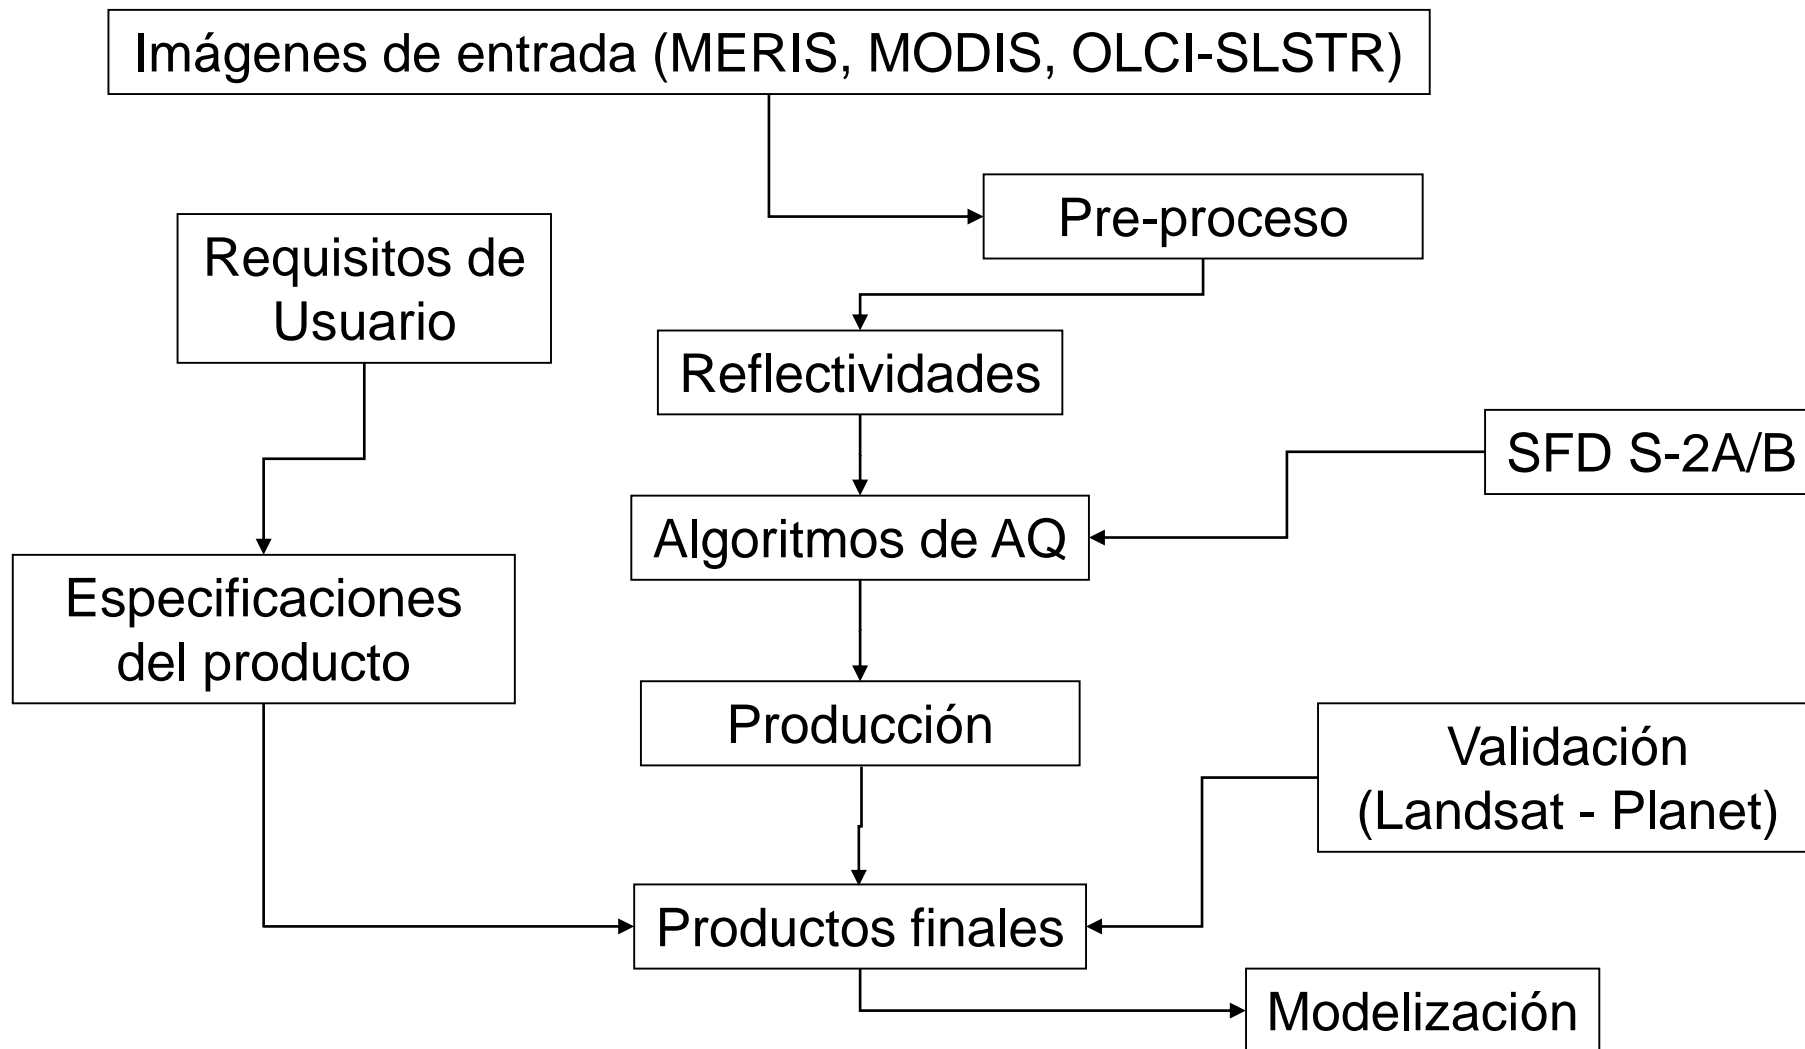 Imágenes de entrada (MERIS, MODIS, OLCI-SLSTR)
Pre-proceso
Requisitos de
Usuario
Reflectividades
SFD S-2A/B
Algoritmos de AQ
Especificaciones
del producto
Producción
Validación
(Landsat - Planet)
Productos finales
Modelización